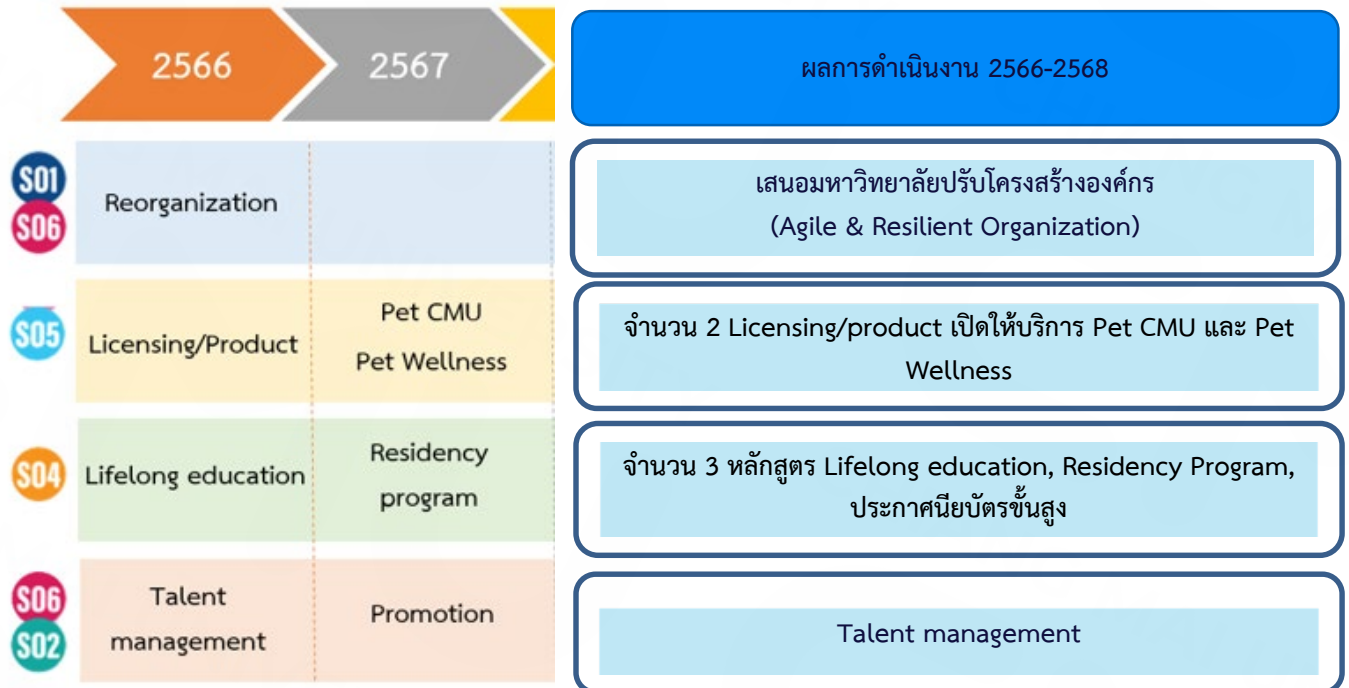 2566
2567
ผลการดำเนินงาน 2566-2568
SO1
SO6
Reorganization
เสนอมหาวิทยาลัยปรับโครงสร้างองค์กร
(Agile & Resilient Organization)
SO5
Licensing/Product
Pet CMU
Pet Wellness
จำนวน 2 Licensing/product เปิดให้บริการ Pet CMU และ Pet
Wellness
SO4
Lifelong education
Residency
program
จำนวน 3 หลักสูตร Lifelong education, Residency Program,
ประกาศนียบัตรขั้นสูง
SO6
SO2
Talent
management
Promotion
Talent management